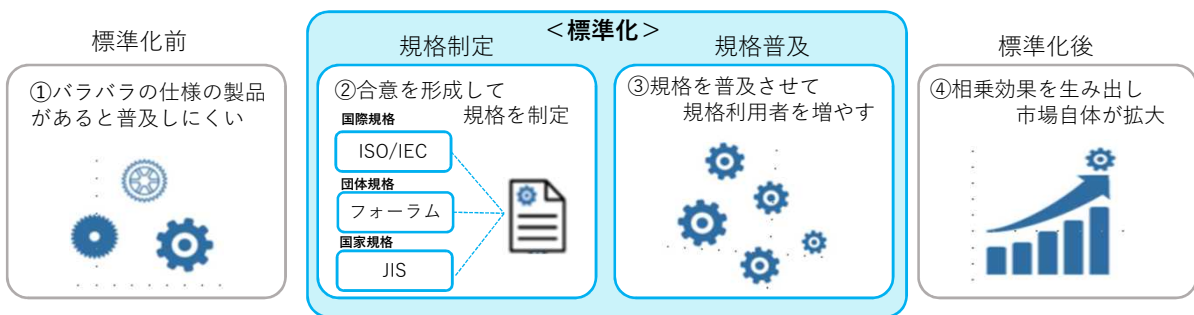 標準化前
①バラバラの仕様の製品
があると普及しにくい
＜標準化＞
規格制定
②合意を形成して
規格を制定
国際規格
ISO/IEC
団体規格
フォーラム
国家規格
JIS
規格普及
③規格を普及させて
規格利用者を増やす
標準化後
④相乗効果を生み出し
市場自体が拡大